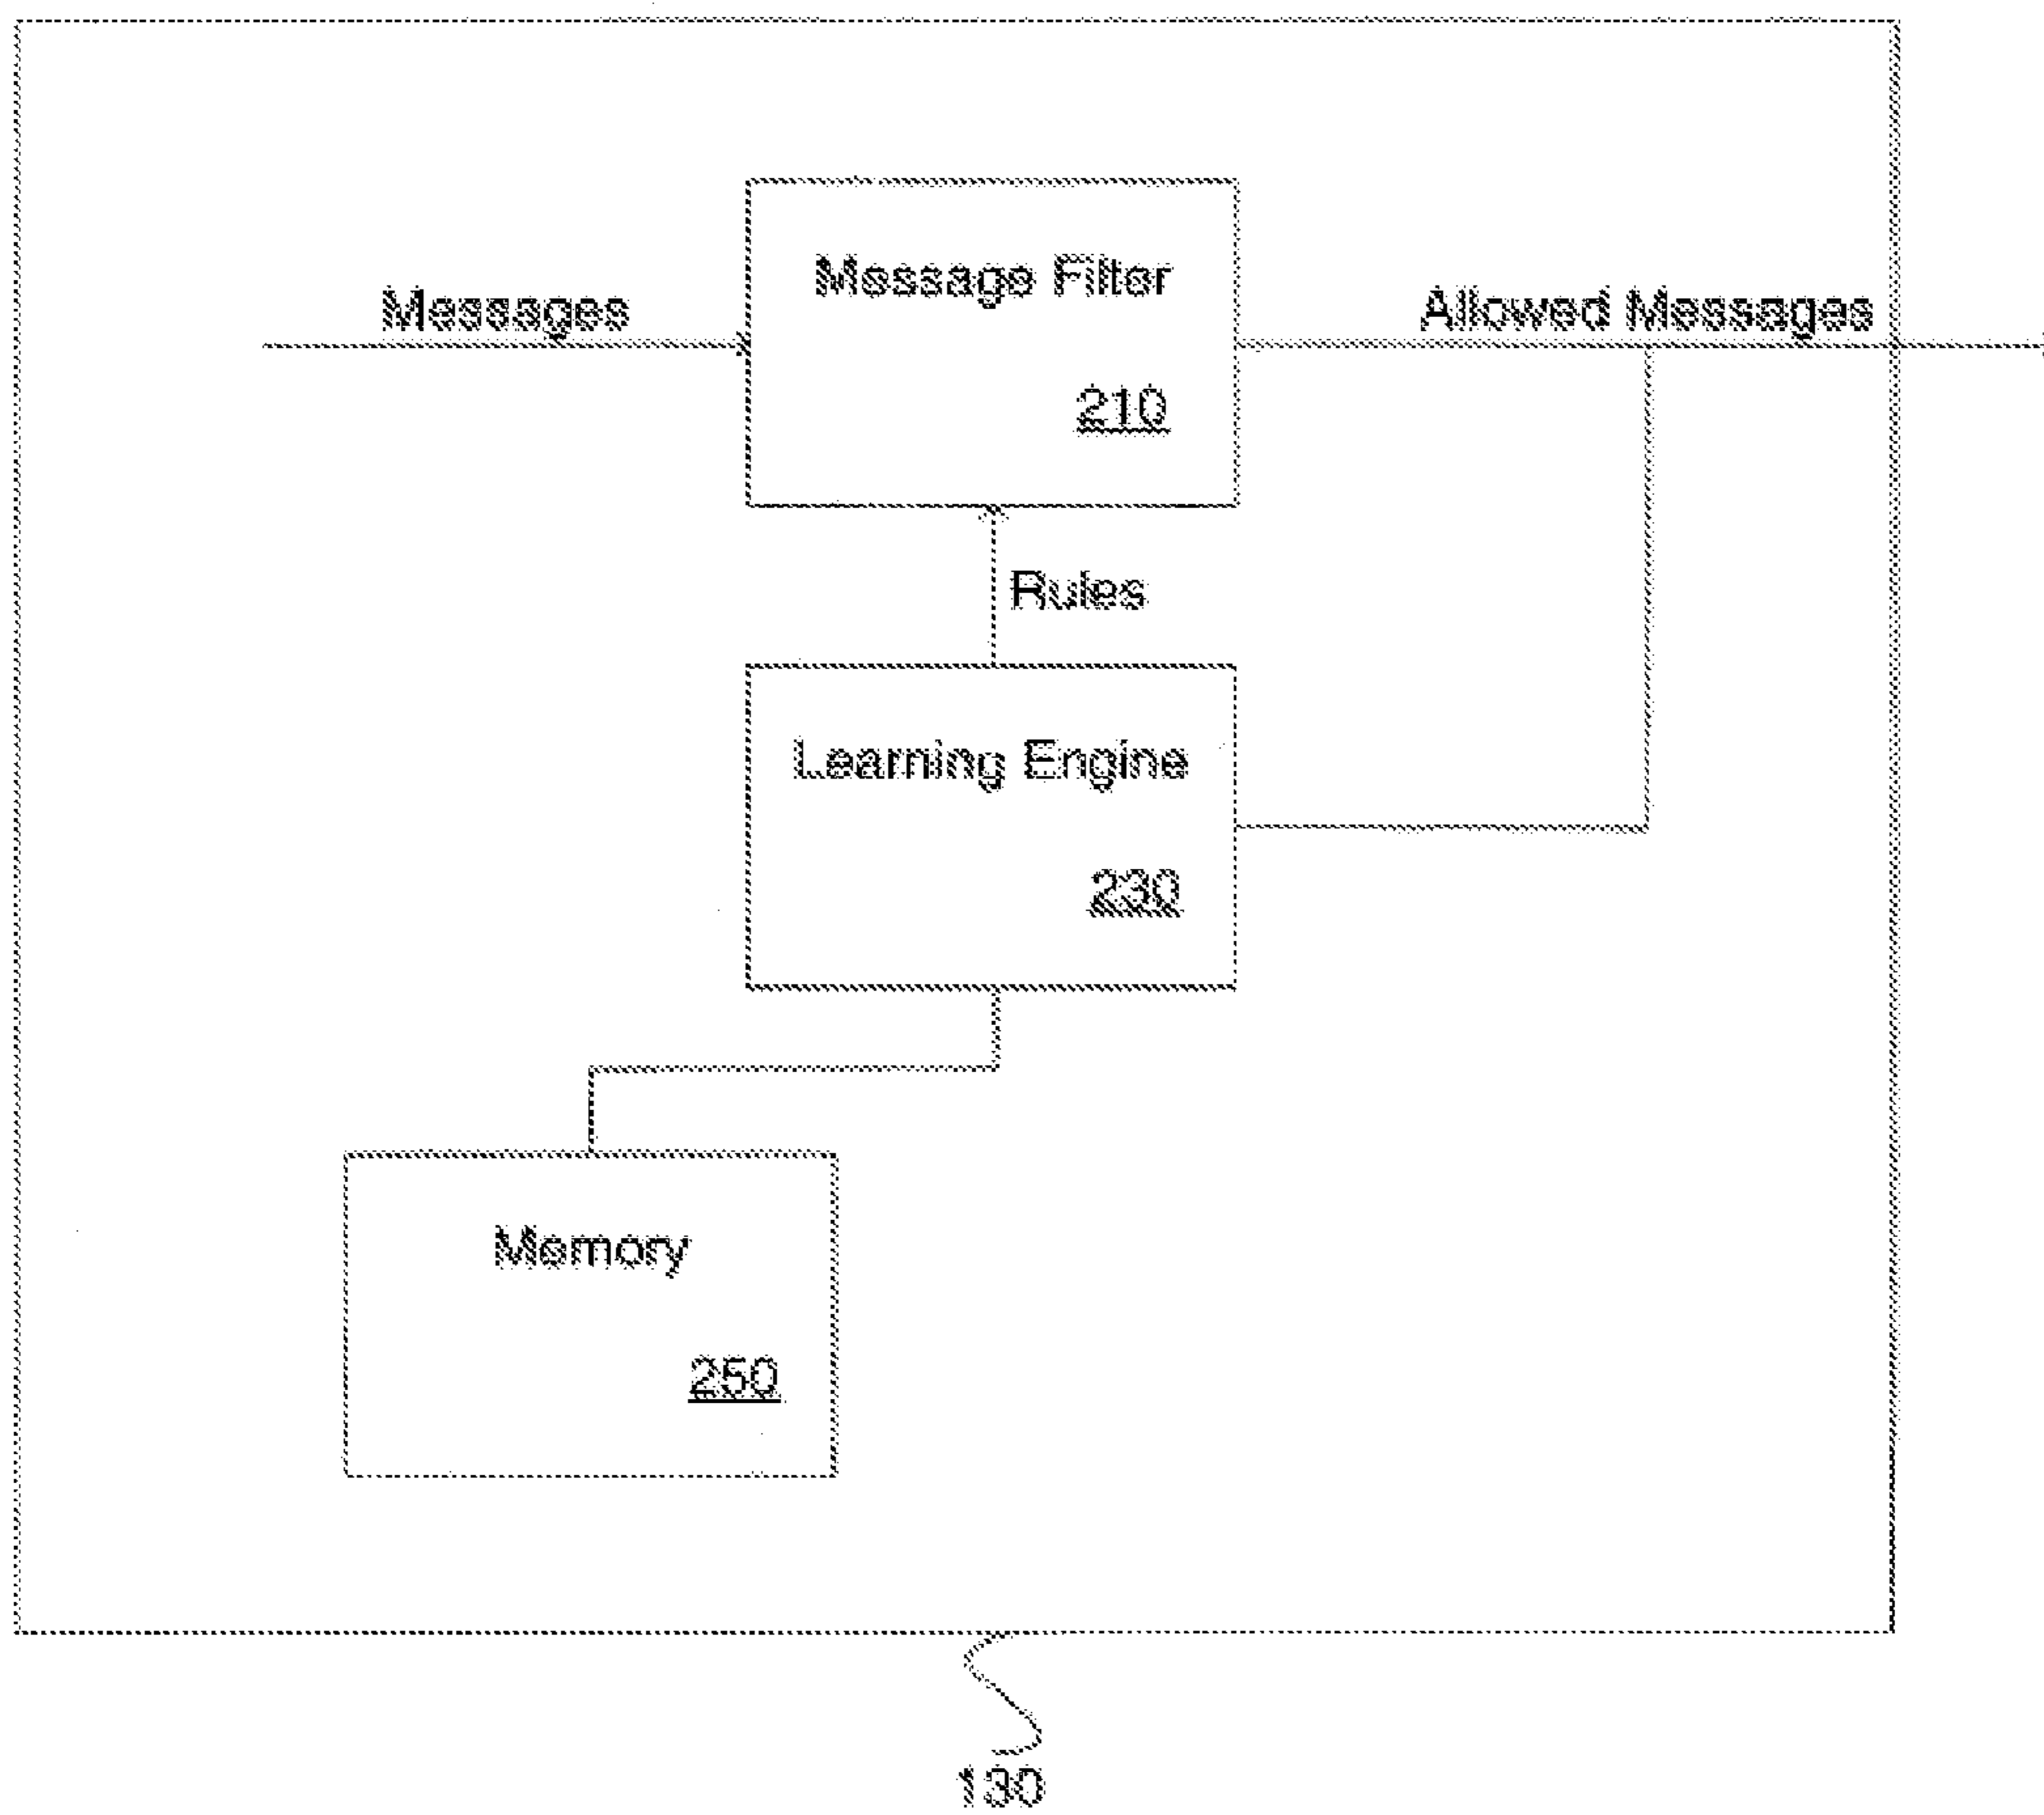 Message Filter
Messages
Allowed Messages
210
Rules
Learning Engine
230
Memory
250
130